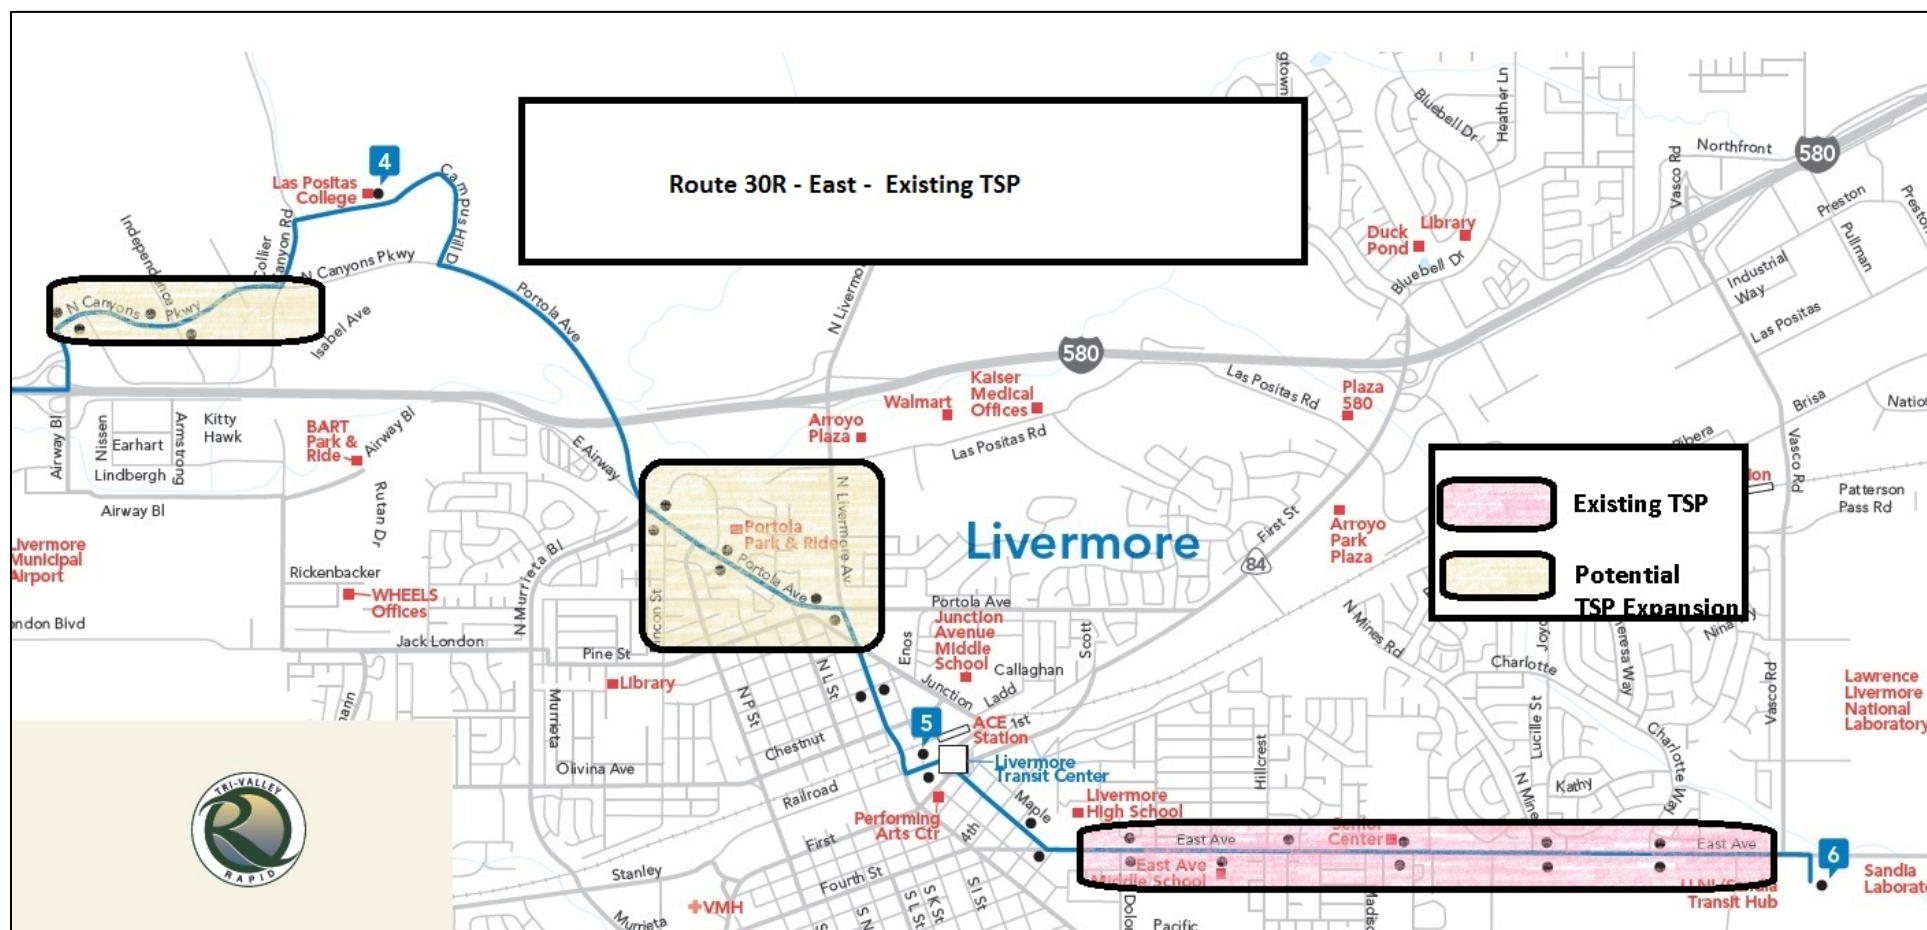 Route 30R - East - Existing TSP
580
Northfront
Vasco Rd
Preston
Pullman
Heather Ln
Bluebell Dr
Duck
Pond
Library
Bluebell Dr
Industrial
Way
Las Positas
4
Las Positas
College
Campus Hill D
Independence
Collier
Canyon Rd
N Canyons Pkwy
N Canyons
Pkwy
Isabel Ave
Portola Ave
N Livermo
580
Las Positas Rd
Plaza
580
Brisa
Kaiser
Medical
Offices
Walmart
Arroyo
Plaza
Las Positas Rd
Airway Bl
Nissen
Armstrong
Kitty
Hawk
Earhart
Lindbergh
BART
Park &
Ride
Airway Bl
E Airway
Airway Bl
Rutan Dr
Livermore
Municipal
Airport
Rickenbacker
WHEELS
Offices
ondon Blvd
Jack London
N Murrieta Bl
Portola
Park & Ride
N Livermore Av
Portola Ave
Livermore
First St
84
Arroyo
Park
Plaza
Existing TSP
Potential
TSP Expansion
Vasco Rd
Patterson
Pass Rd
Portola Ave
Junction
Avenue
Middle
School
Enos
Callaghan
Scott
Junction
Ladd
N Mines Rd
Charlotte
Lucille St
Charlotte Way
Kathy
Vasco Rd
Lawrence
Livermore
National
Laboratory
Pine St
Library
Murrieta
N P St
N L St
Chestnut
Olivina Ave
Railroad
5
ACE
Station
1st
Livermore
Transit Center
Maple
Livermore
High School
Hillcrest
N Mine
Performing
Arts Ctr
First
4th
Stanley
Fourth St
East Ave
Senior
Center
East Ave
East Ave
Middle School
6
Sandia
Laborat
Transit Hub
VMH
Murrieta
S L St
S K St
S I St
Pacific
TRI-VALLEY
R
RAPID